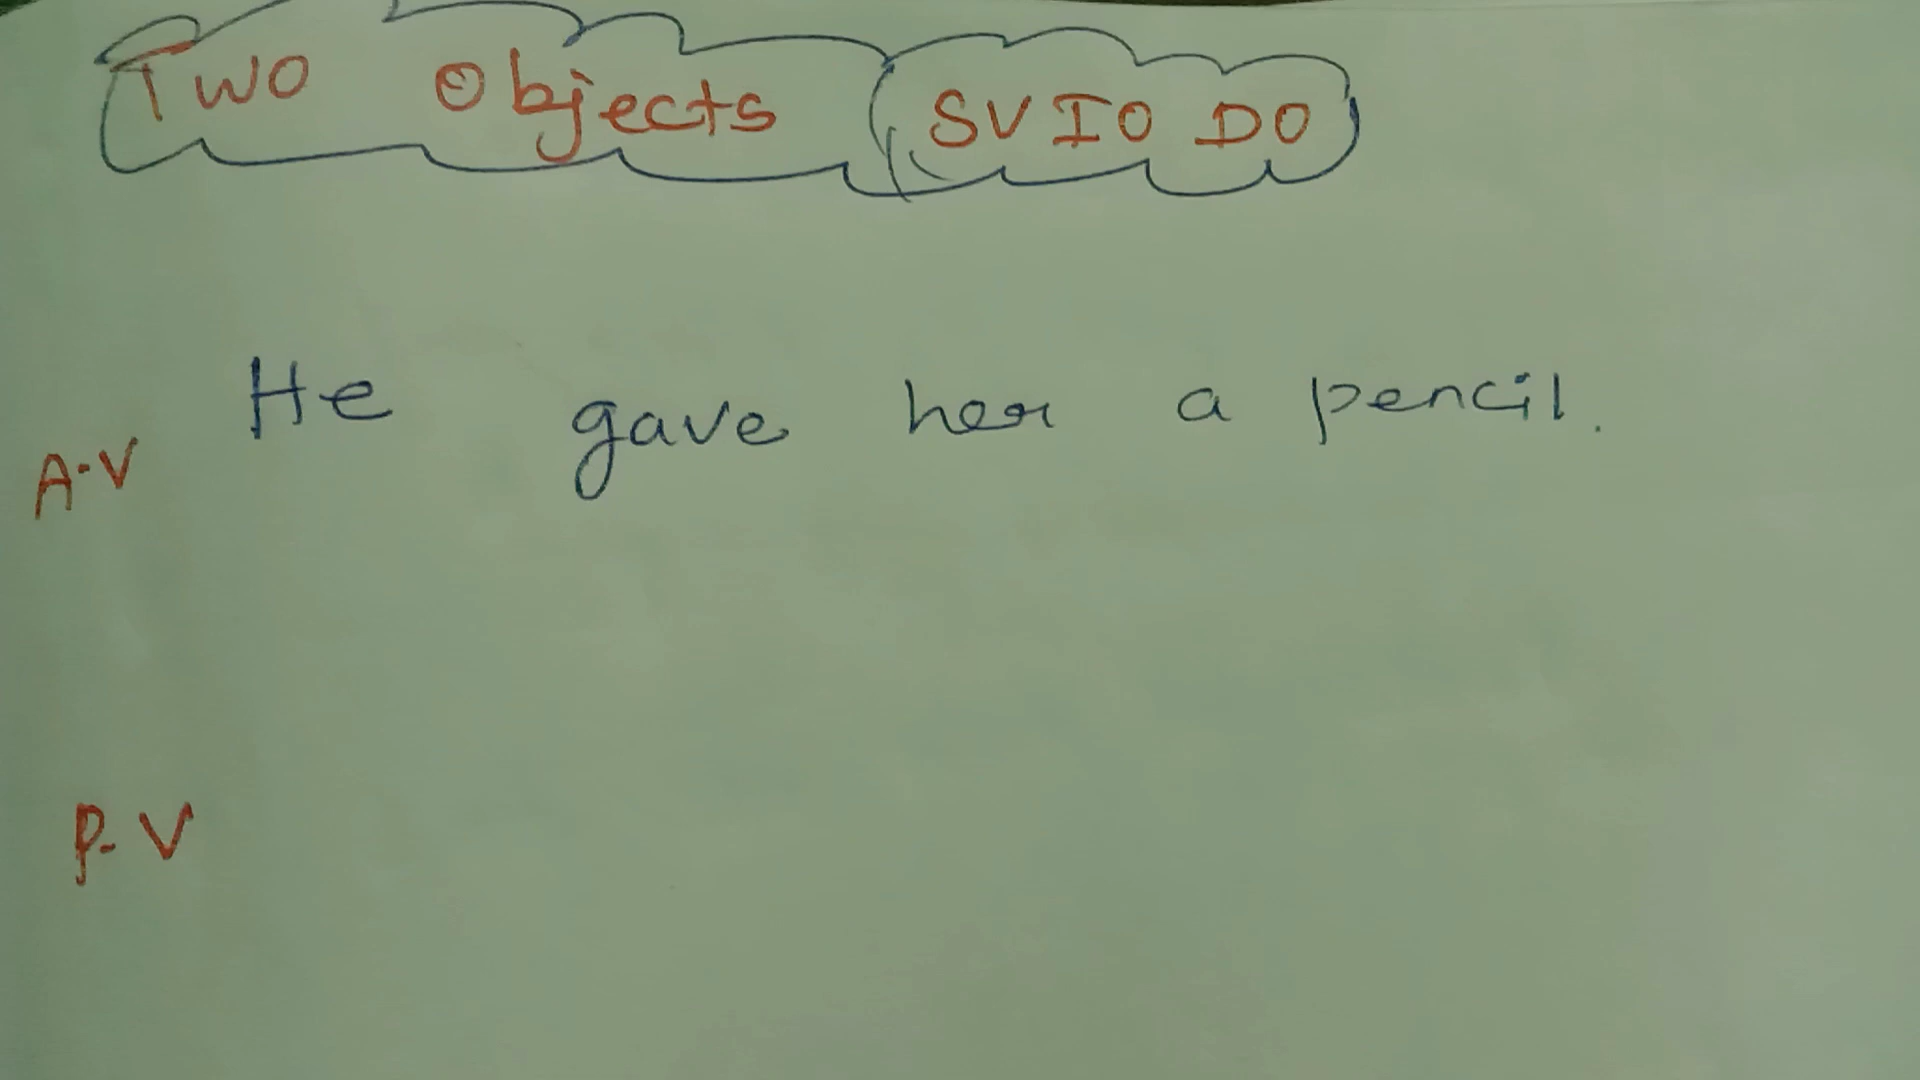 Two Objects (SV IO DO)
He gave her a pencil.
A.V
P.V